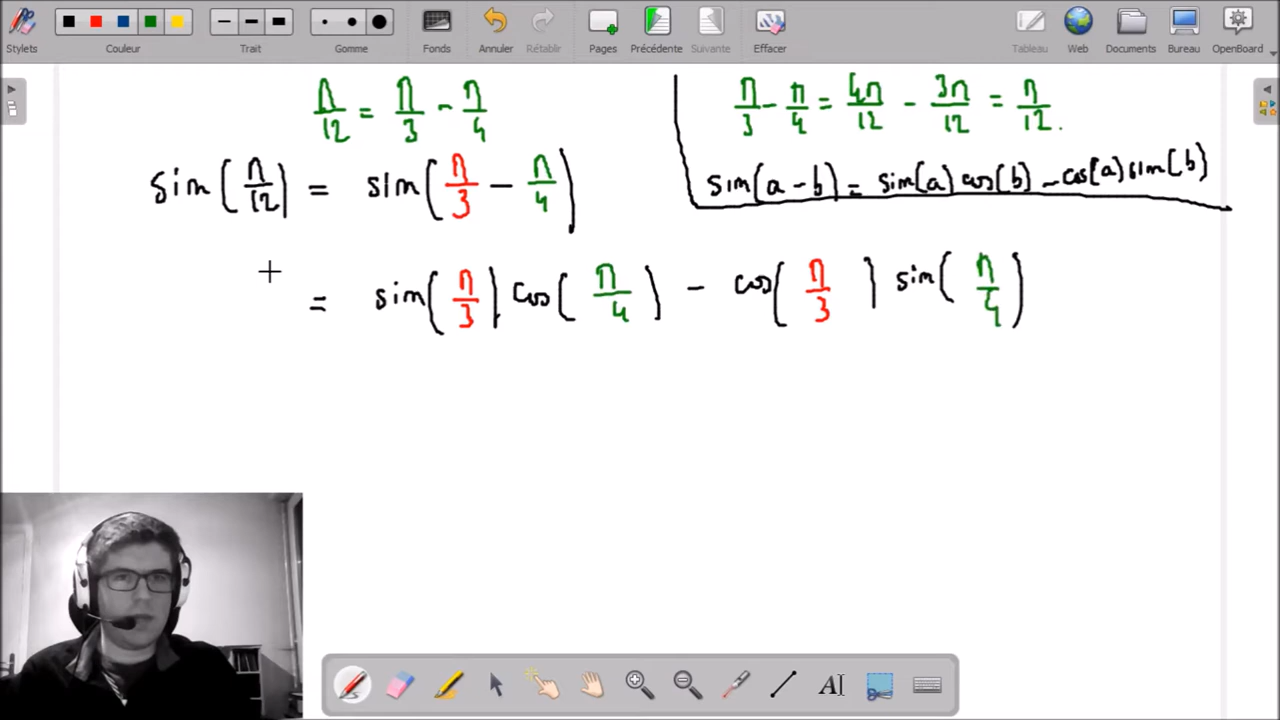 Stylets Couleur Trait Gomme Fonds Annuler Rétablir Pages Précédente Suivante Effacer Tableau Web Documents Bureau OpenBoard
π/12 = π/3 - π/4
π/3 - π/4 = 4π/12 - 3π/12 = π/12.
sin(a - b) = sin(a) cos(b) - cos(a) sin(b)
sin(π/12) = sin(π/3 - π/4)
= sin(π/3) cos(π/4) - cos(π/3) sin(π/4)